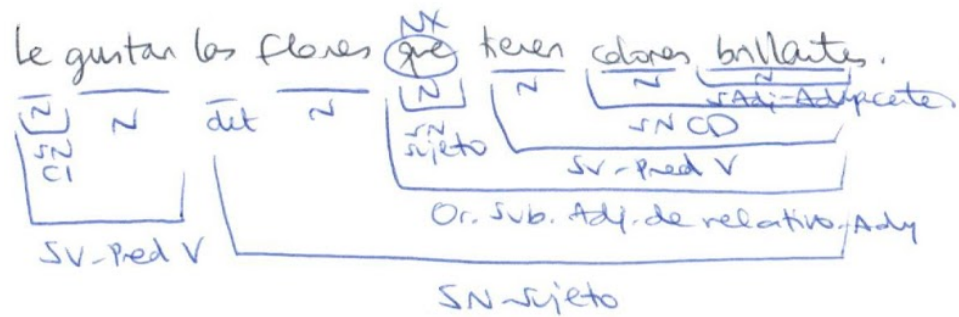 NX
Le gustan las flores que tienen colores brillantes.
N N det N N N N N
SN CI
SN sujeto
SAdj-Adyacente
SN CD
SV-Pred V
Or. Sub. Adj. de relativo-Ady
SV-Pred V
SN-Sujeto